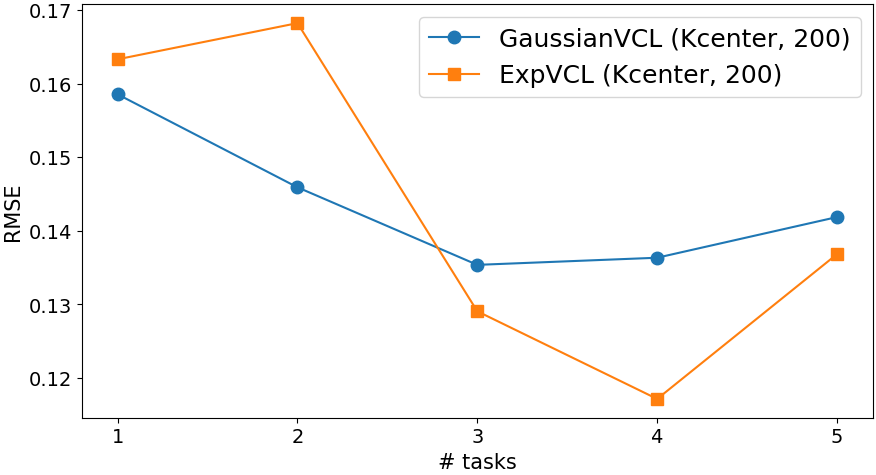 0.17
0.16
0.15
0.14
0.13
0.12
RMSE
GaussianVCL (Kcenter, 200)
ExpVCL (Kcenter, 200)
1 2 3 4 5
# tasks